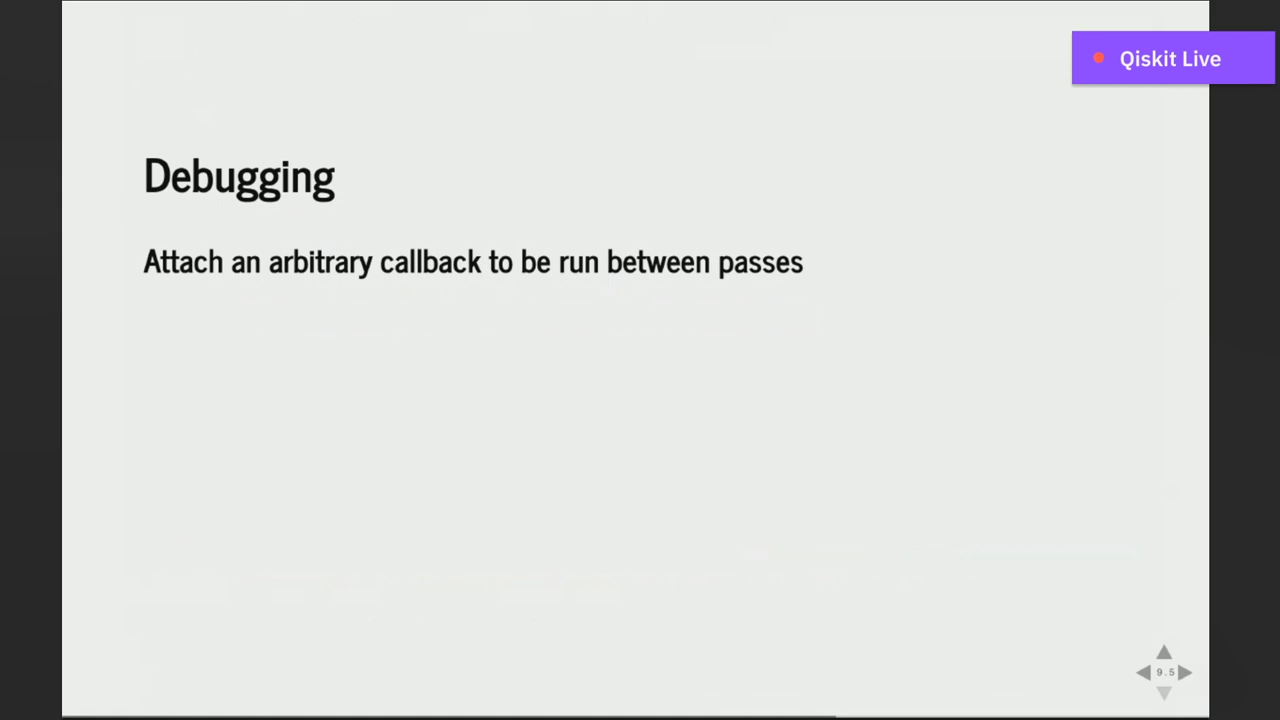 Qiskit Live
Debugging
Attach an arbitrary callback to be run between passes
9.5